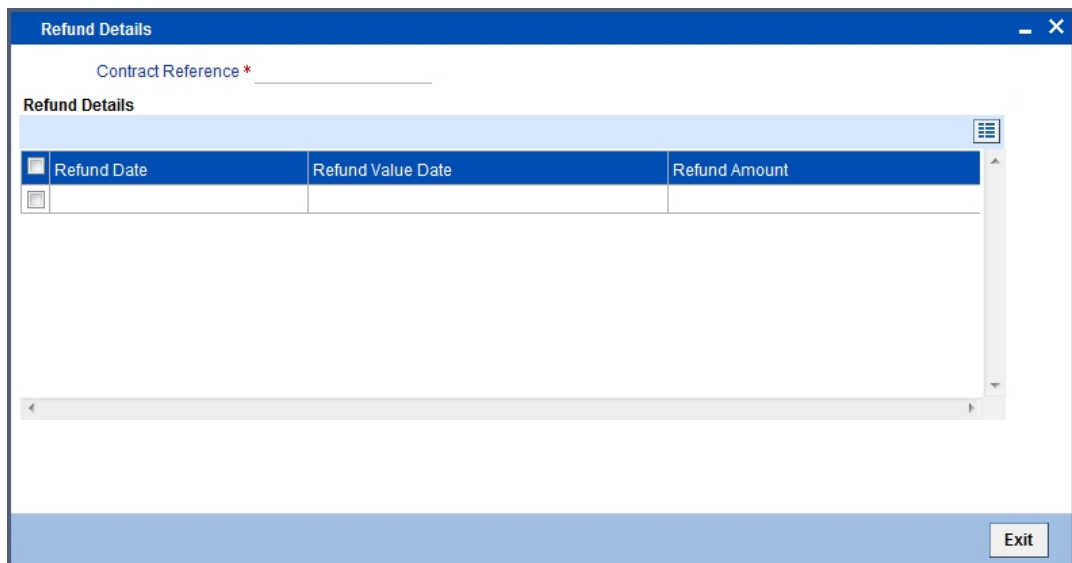 Refund Details
Contract Reference *
Refund Details
Refund Date Refund Value Date Refund Amount
Exit